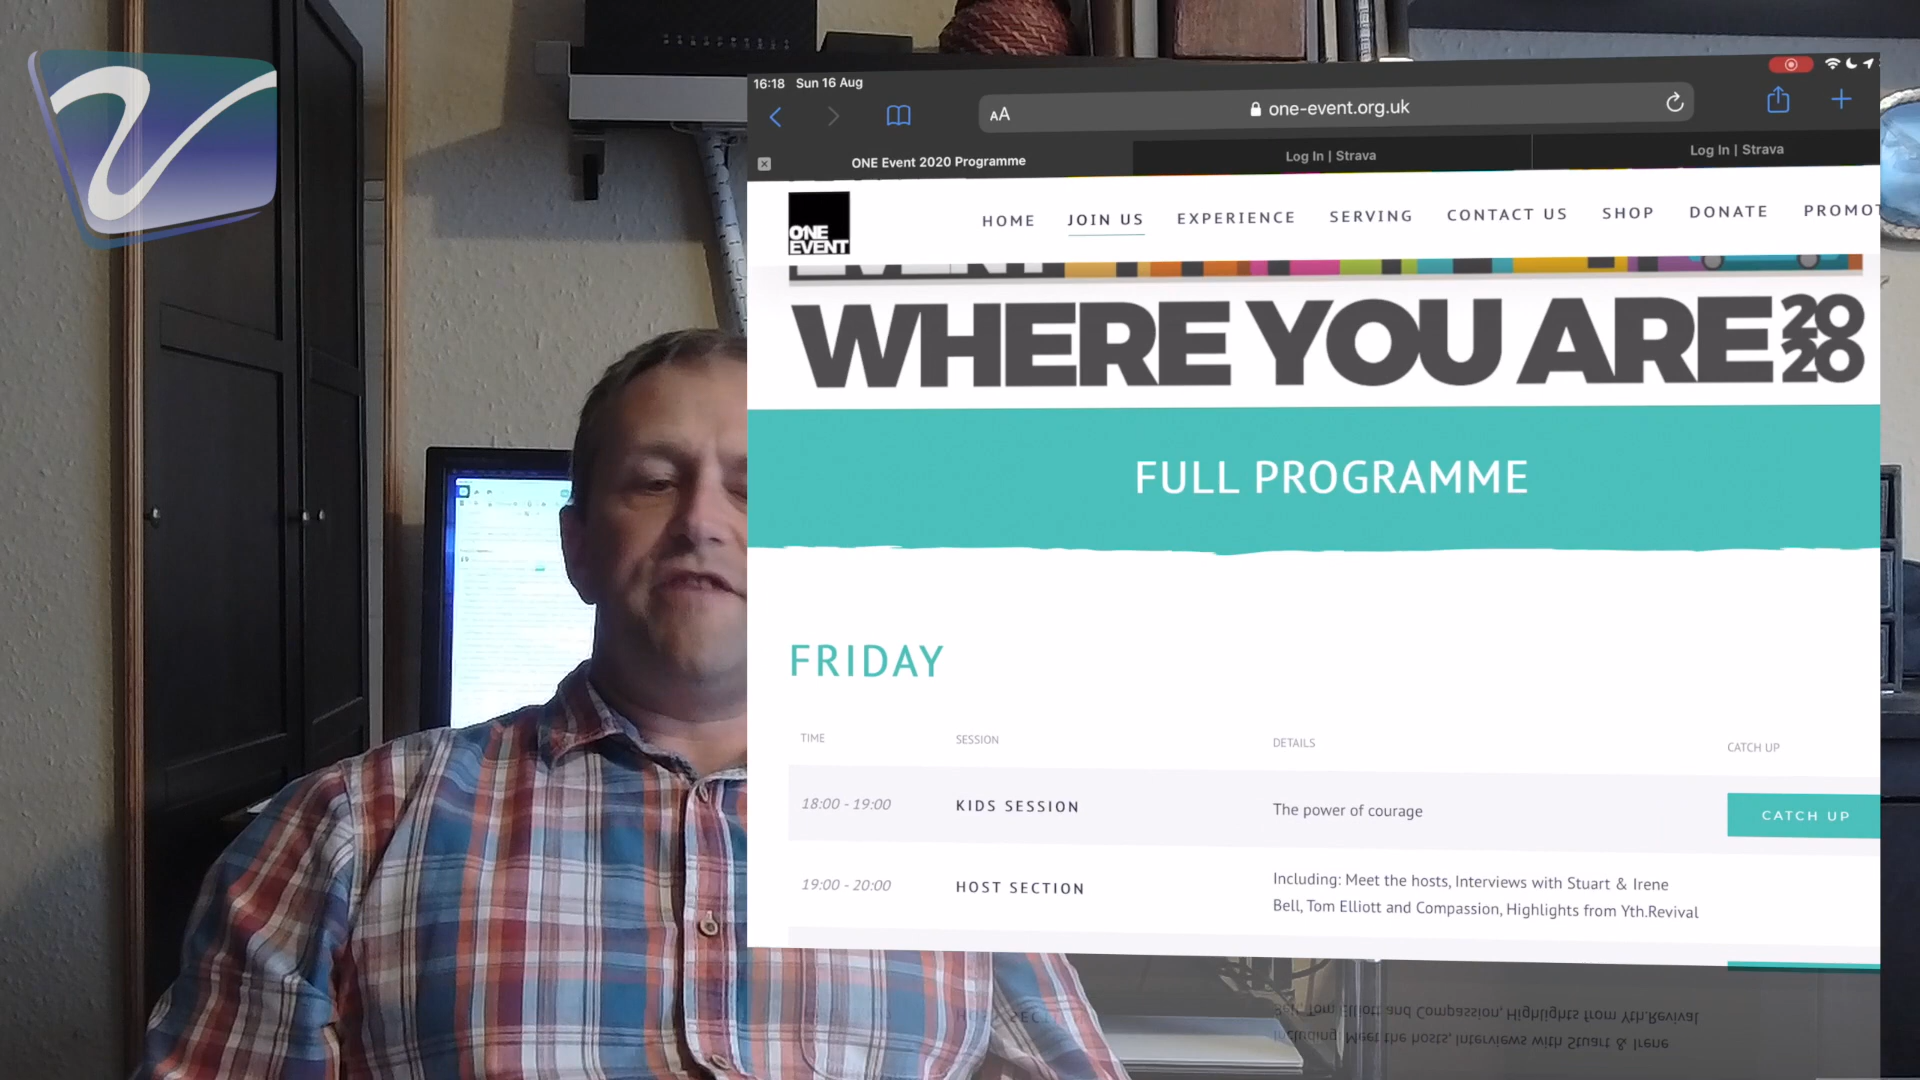 16:18 Sun 16 Aug
AA one-event.org.uk
ONE Event 2020 Programme
Log In | Strava
Log In | Strava
ONE
EVENT
HOME JOIN US EXPERIENCE SERVING CONTACT US SHOP DONATE PROMOT
EVENT
WHERE YOU ARE 2020
FULL PROGRAMME
FRIDAY
TIME SESSION DETAILS CATCH UP
18:00 - 19:00 KIDS SESSION The power of courage CATCH UP
19:00 - 20:00 HOST SECTION Including: Meet the hosts, Interviews with Stuart & Irene
Bell, Tom Elliott and Compassion, Highlights from Yth.Revival